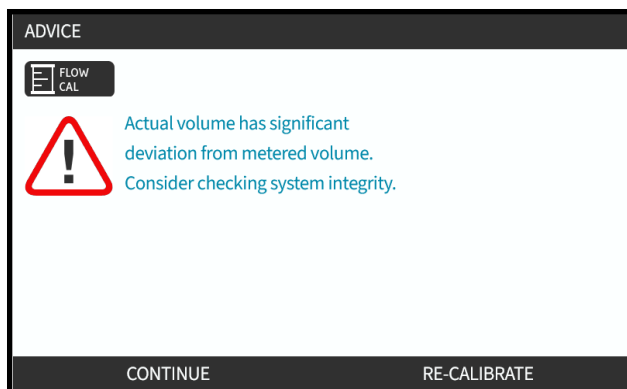 ADVICE
FLOW
CAL
Actual volume has significant
deviation from metered volume.
Consider checking system integrity.
CONTINUE RE-CALIBRATE